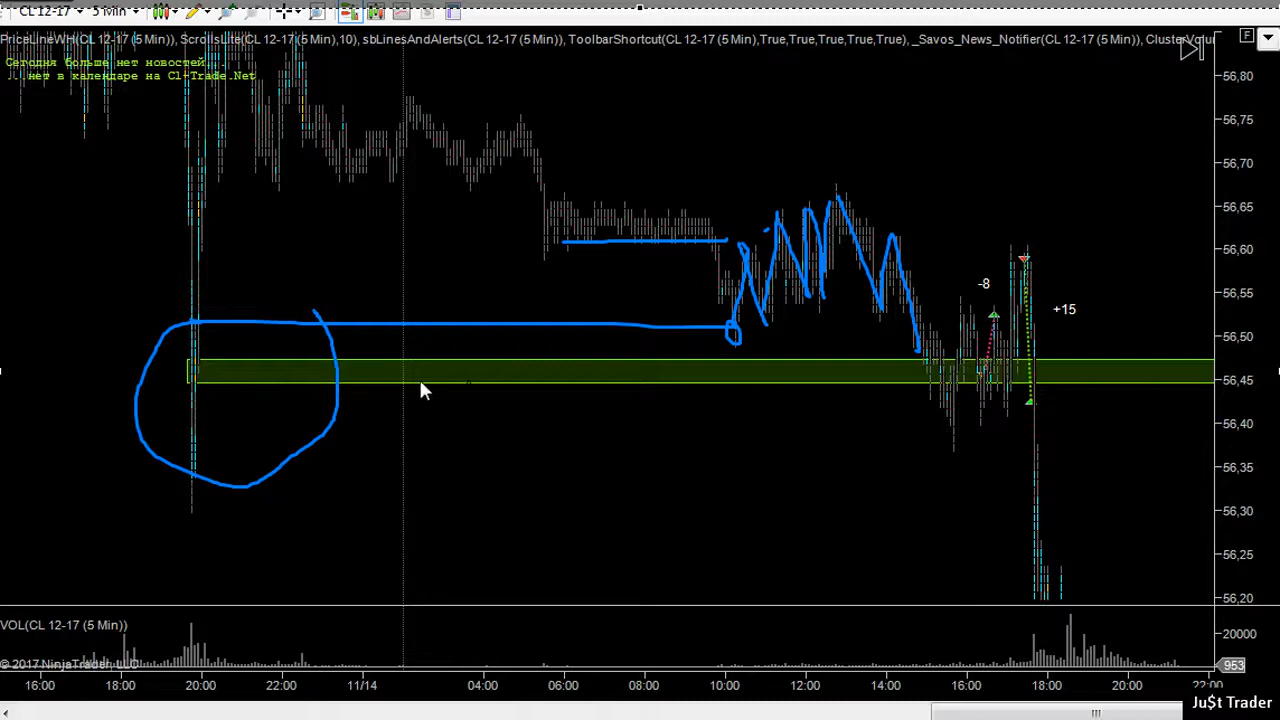 CL 12-17 5 Min
PriceLineWH(CL 12-17 (5 Min)), ScrollsLite(CL 12-17 (5 Min),10), sbLinesAndAlerts(CL 12-17 (5 Min)), ToolbarShortcut(CL 12-17 (5 Min),True,True,True,True,True), _Savos_News_Notifier(CL 12-17 (5 Min)), ClusterVolu
F
Сегодня больше нет новостей...
...нет в календаре на Cl-Trade.Net
56,80
56,75
56,70
56,65
56,60
56,55
56,50
56,45
56,40
56,35
56,30
56,25
56,20
-8
+15
VOL(CL 12-17 (5 Min))
20000
© 2017 NinjaTrader, LLC
953
16:00 18:00 20:00 22:00 11/14 04:00 06:00 08:00 10:00 12:00 14:00 16:00 18:00 20:00 22:00
Ju$t Trader